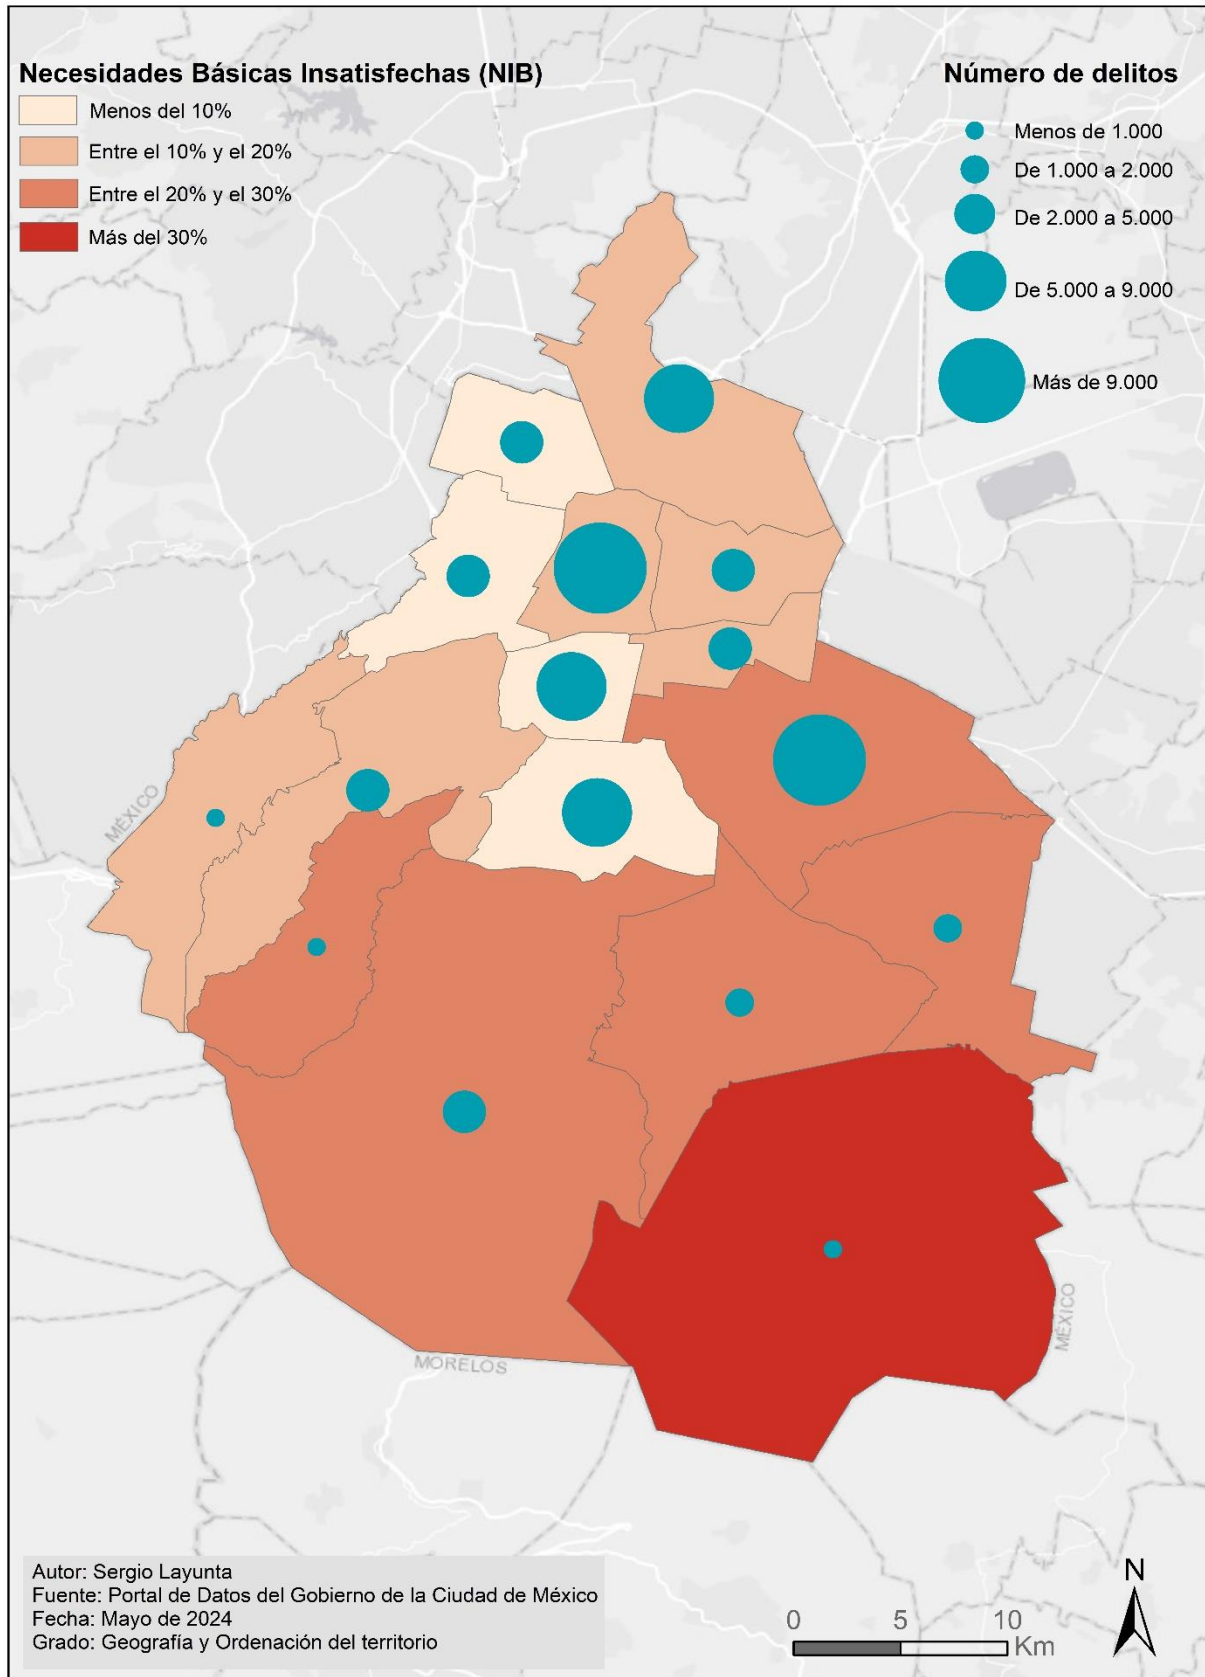 Necesidades Básicas Insatisfechas (NIB)
Menos del 10%
Entre el 10% y el 20%
Entre el 20% y el 30%
Más del 30%
Número de delitos
Menos de 1.000
De 1.000 a 2.000
De 2.000 a 5.000
De 5.000 a 9.000
Más de 9.000
MÉXICO
MÉXICO
MORELOS
Autor: Sergio Layunta
Fuente: Portal de Datos del Gobierno de la Ciudad de México
Fecha: Mayo de 2024
Grado: Geografía y Ordenación del territorio
0 5 10
Km
N